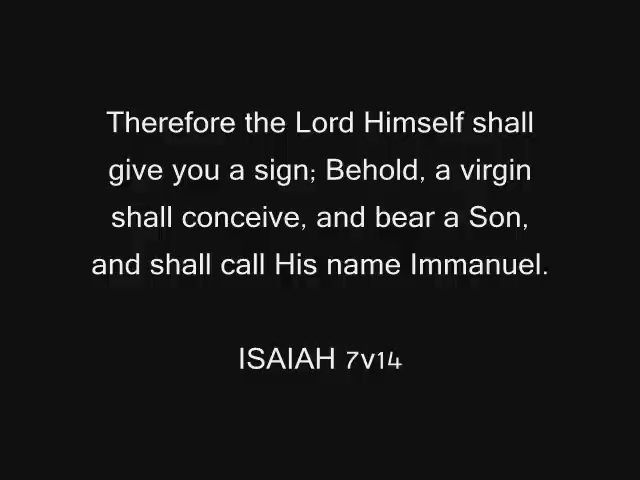 Therefore the Lord Himself shall
give you a sign; Behold, a virgin
shall conceive, and bear a Son,
and shall call His name Immanuel.
ISAIAH 7v14